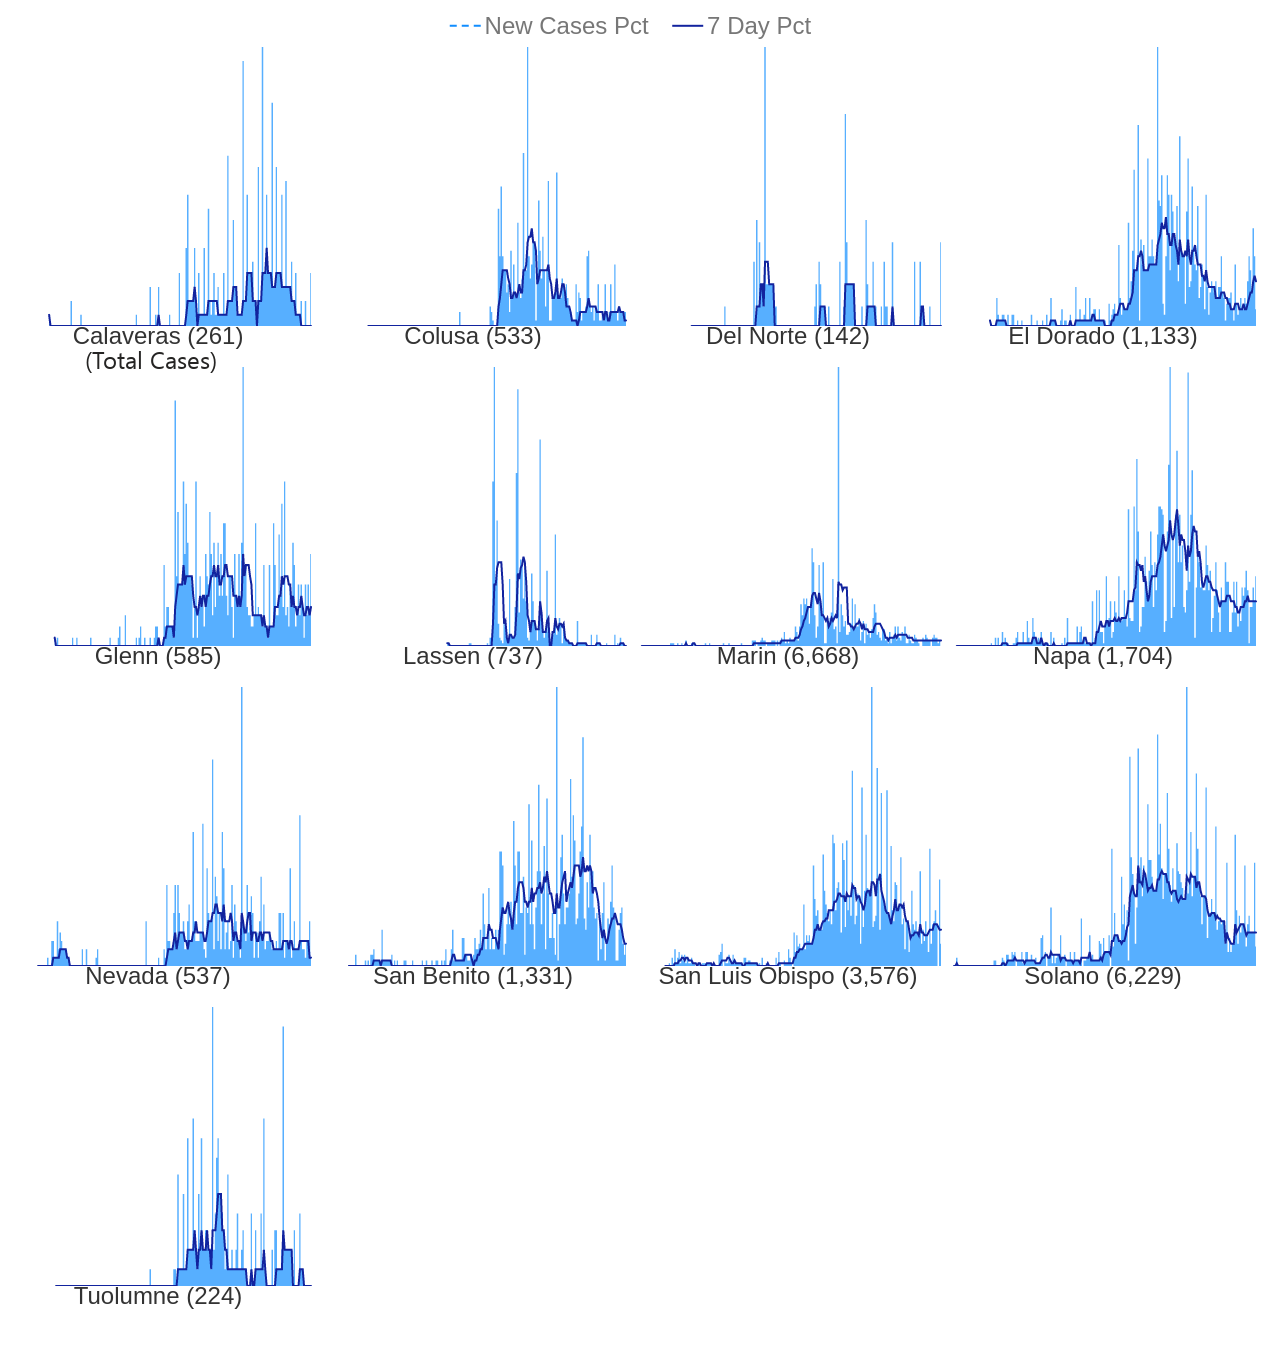 New Cases Pct 7 Day Pct
Calaveras (261) Colusa (533) Del Norte (142) El Dorado (1,133)
(Total Cases)
Glenn (585) Lassen (737) Marin (6,668) Napa (1,704)
Nevada (537) San Benito (1,331) San Luis Obispo (3,576) Solano (6,229)
Tuolumne (224)